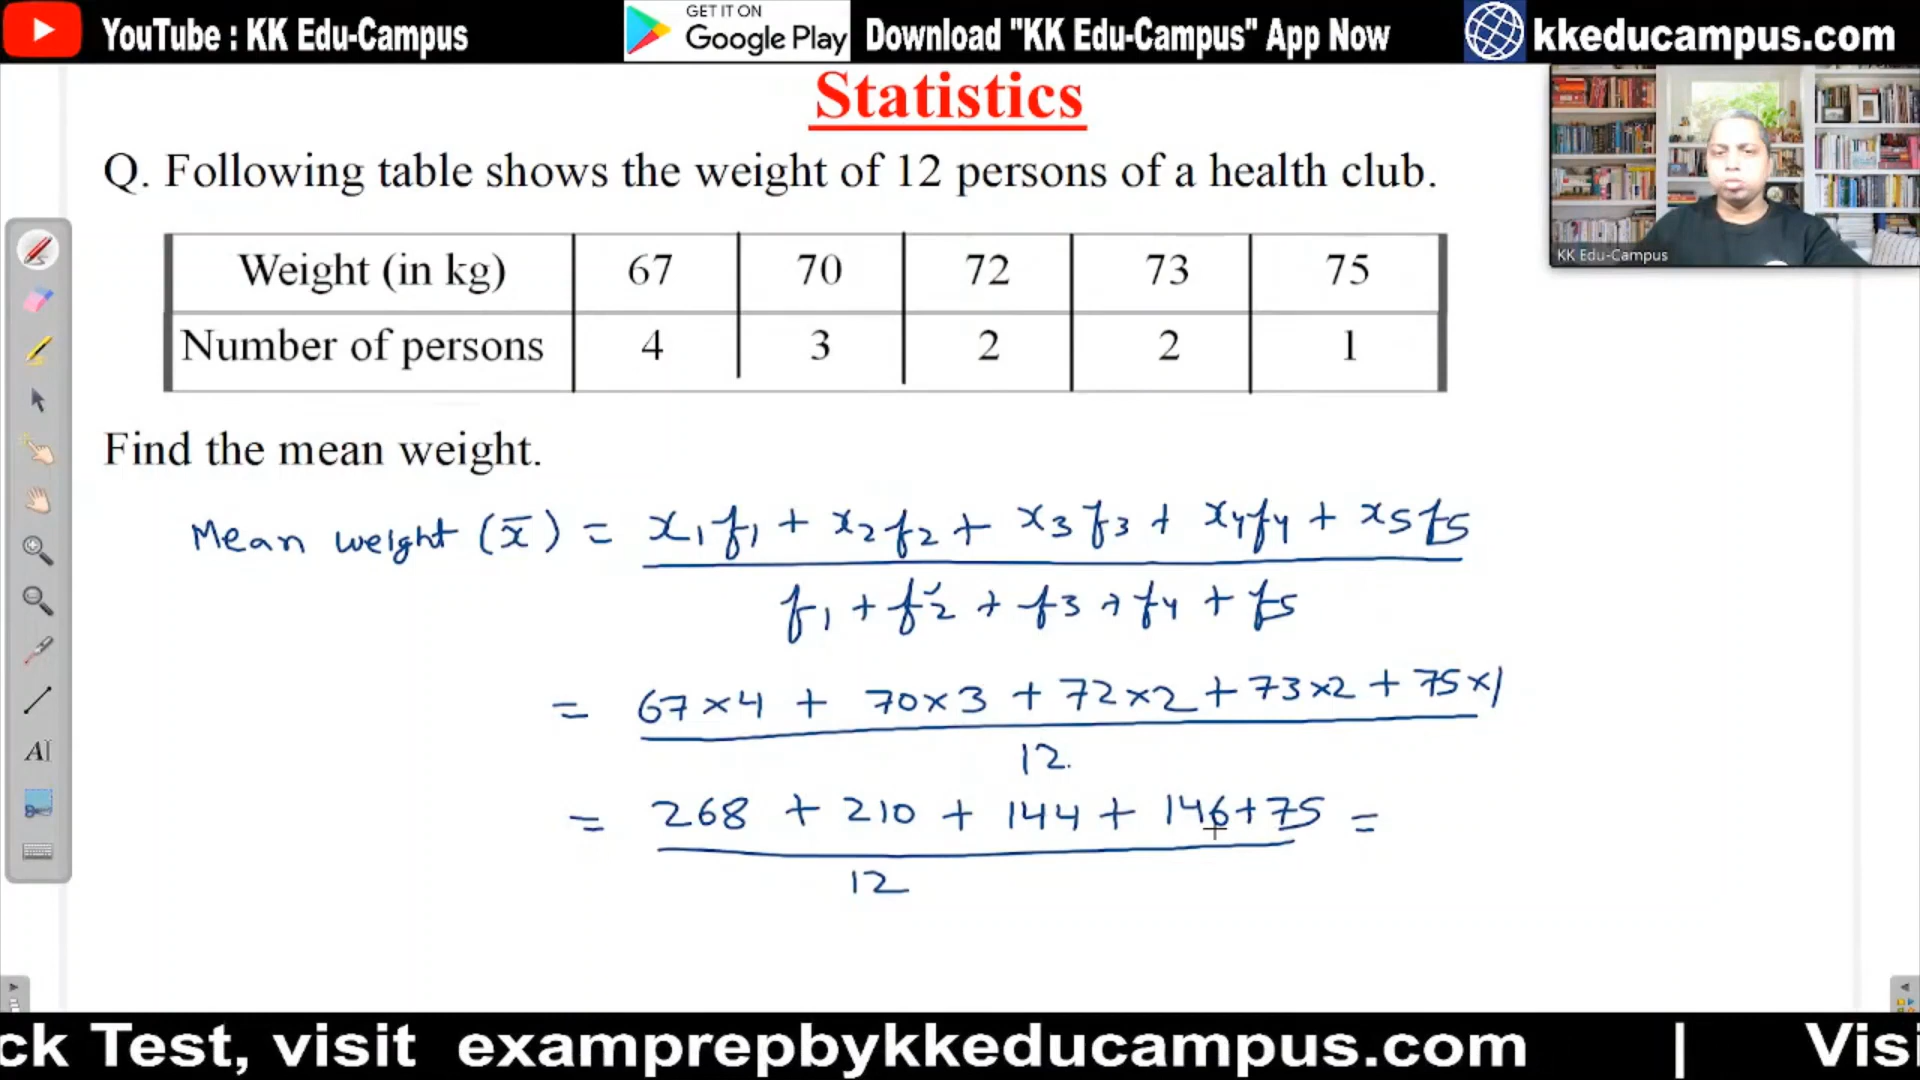 YouTube : KK Edu-Campus
GET IT ON
Google Play
Download "KK Edu-Campus" App Now
kkeducampus.com
Statistics
KK Edu-Campus
Q. Following table shows the weight of 12 persons of a health club.
Weight (in kg) 67 70 72 73 75
Number of persons 4 3 2 2 1
Find the mean weight.
Mean weight (x̄) = x₁f₁ + x₂f₂ + x₃f₃ + x₄f₄ + x₅f₅
f₁ + f₂ + f₃ + f₄ + f₅
= 67×4 + 70×3 + 72×2 + 73×2 + 75×1
12.
= 268 + 210 + 144 + 146+75 =
12
A
ck Test, visit examprepbykkeducampus.com | Visi